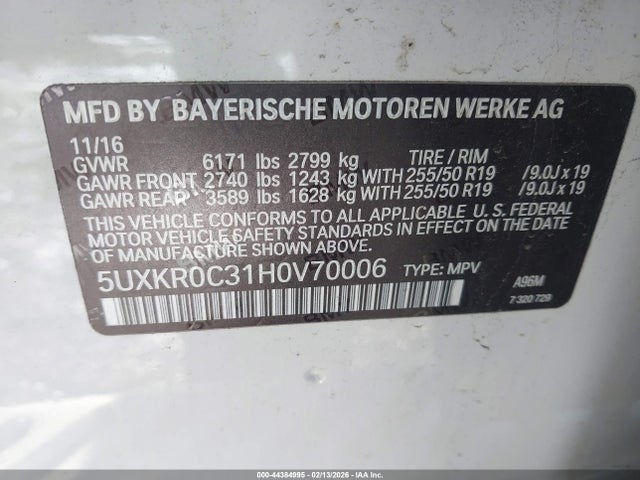 MFD BY BAYERISCHE MOTOREN WERKE AG
11/16
GVWR 6171 lbs 2799 kg TIRE / RIM
GAWR FRONT 2740 lbs 1243 kg WITH 255/50 R19 /9.0J x 19
GAWR REAR 3589 lbs 1628 kg WITH 255/50 R19 /9.0J x 19
THIS VEHICLE CONFORMS TO ALL APPLICABLE U. S. FEDERAL
MOTOR VEHICLE SAFETY STANDARDS IN EFFECT ON THE DATE
OF MANUFACTURE SHOWN ABOVE.
5UXKR0C31H0V70006 TYPE: MPV A96M
7 320 729
000-44384995 - 02/13/2026 - COPYRIGHT IAA, LLC